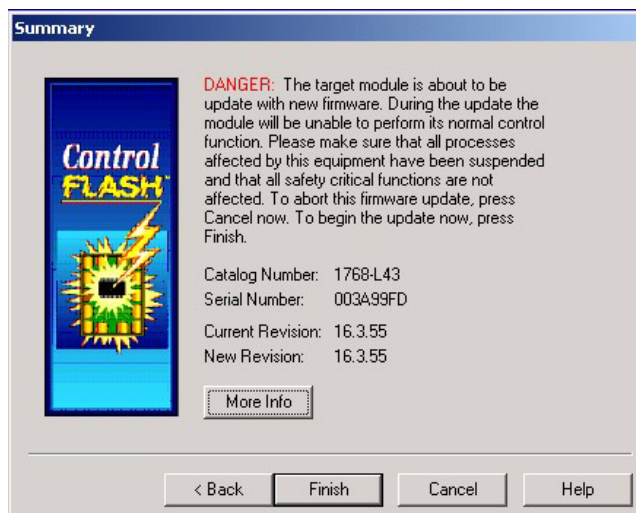 Summary
Control
FLASH
DANGER: The target module is about to be
update with new firmware. During the update the
module will be unable to perform its normal control
function. Please make sure that all processes
affected by this equipment have been suspended
and that all safety critical functions are not
affected. To abort this firmware update, press
Cancel now. To begin the update now, press
Finish.
Catalog Number: 1768-L43
Serial Number: 003A99FD
Current Revision: 16.3.55
New Revision: 16.3.55
More Info
< Back Finish Cancel Help